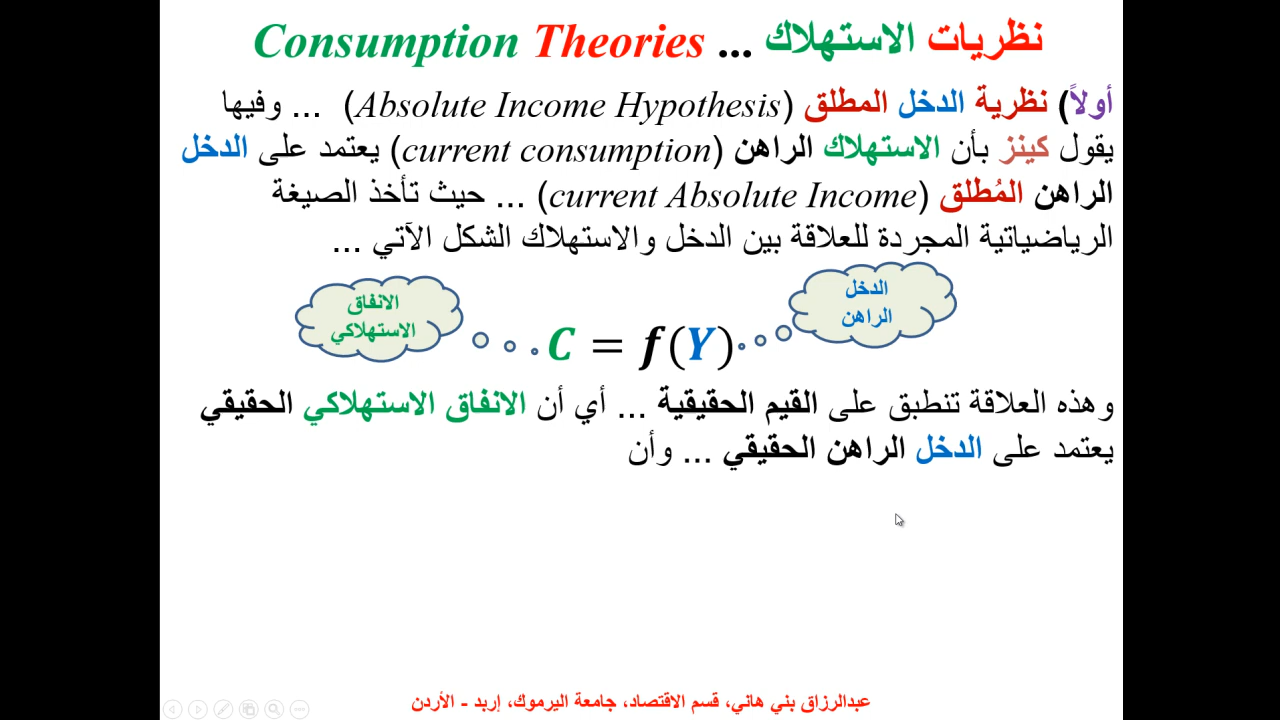 نظريات الاستهلاك ... Consumption Theories
أولاً) نظرية الدخل المطلق (Absolute Income Hypothesis) ... وفيها
يقول كينز بأن الاستهلاك الراهن (current consumption) يعتمد على الدخل
الراهن المُطلق (current Absolute Income) ... حيث تأخذ الصيغة
الرياضياتية المجردة للعلاقة بين الدخل والاستهلاك الشكل الآتي ...
الدخل
الراهن
الانفاق
الاستهلاكي
C = f(Y)
وهذه العلاقة تنطبق على القيم الحقيقية ... أي أن الانفاق الاستهلاكي الحقيقي
يعتمد على الدخل الراهن الحقيقي ... وأن
عبدالرزاق بني هاني، قسم الاقتصاد، جامعة اليرموك، إربد - الأردن